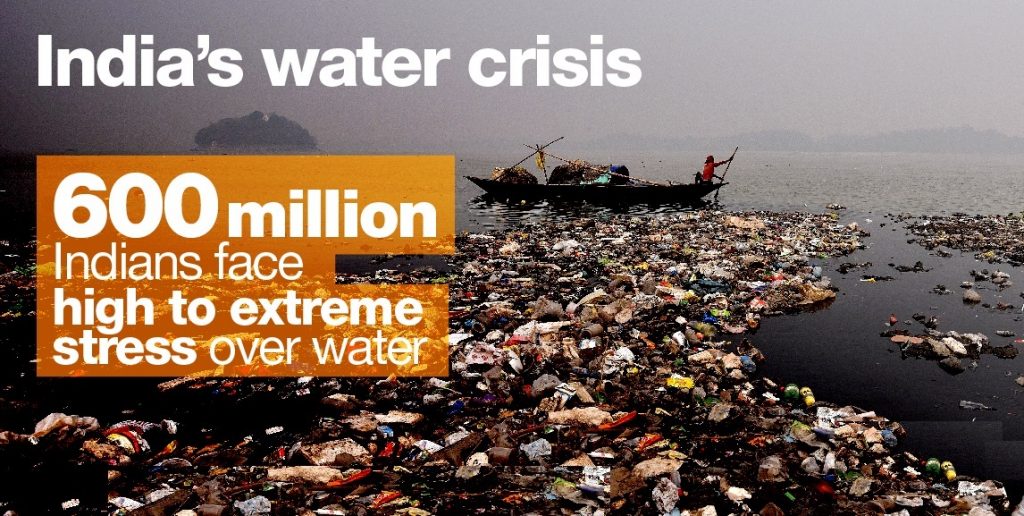 India’s water crisis
600 million
Indians face
high to extreme
stress over water